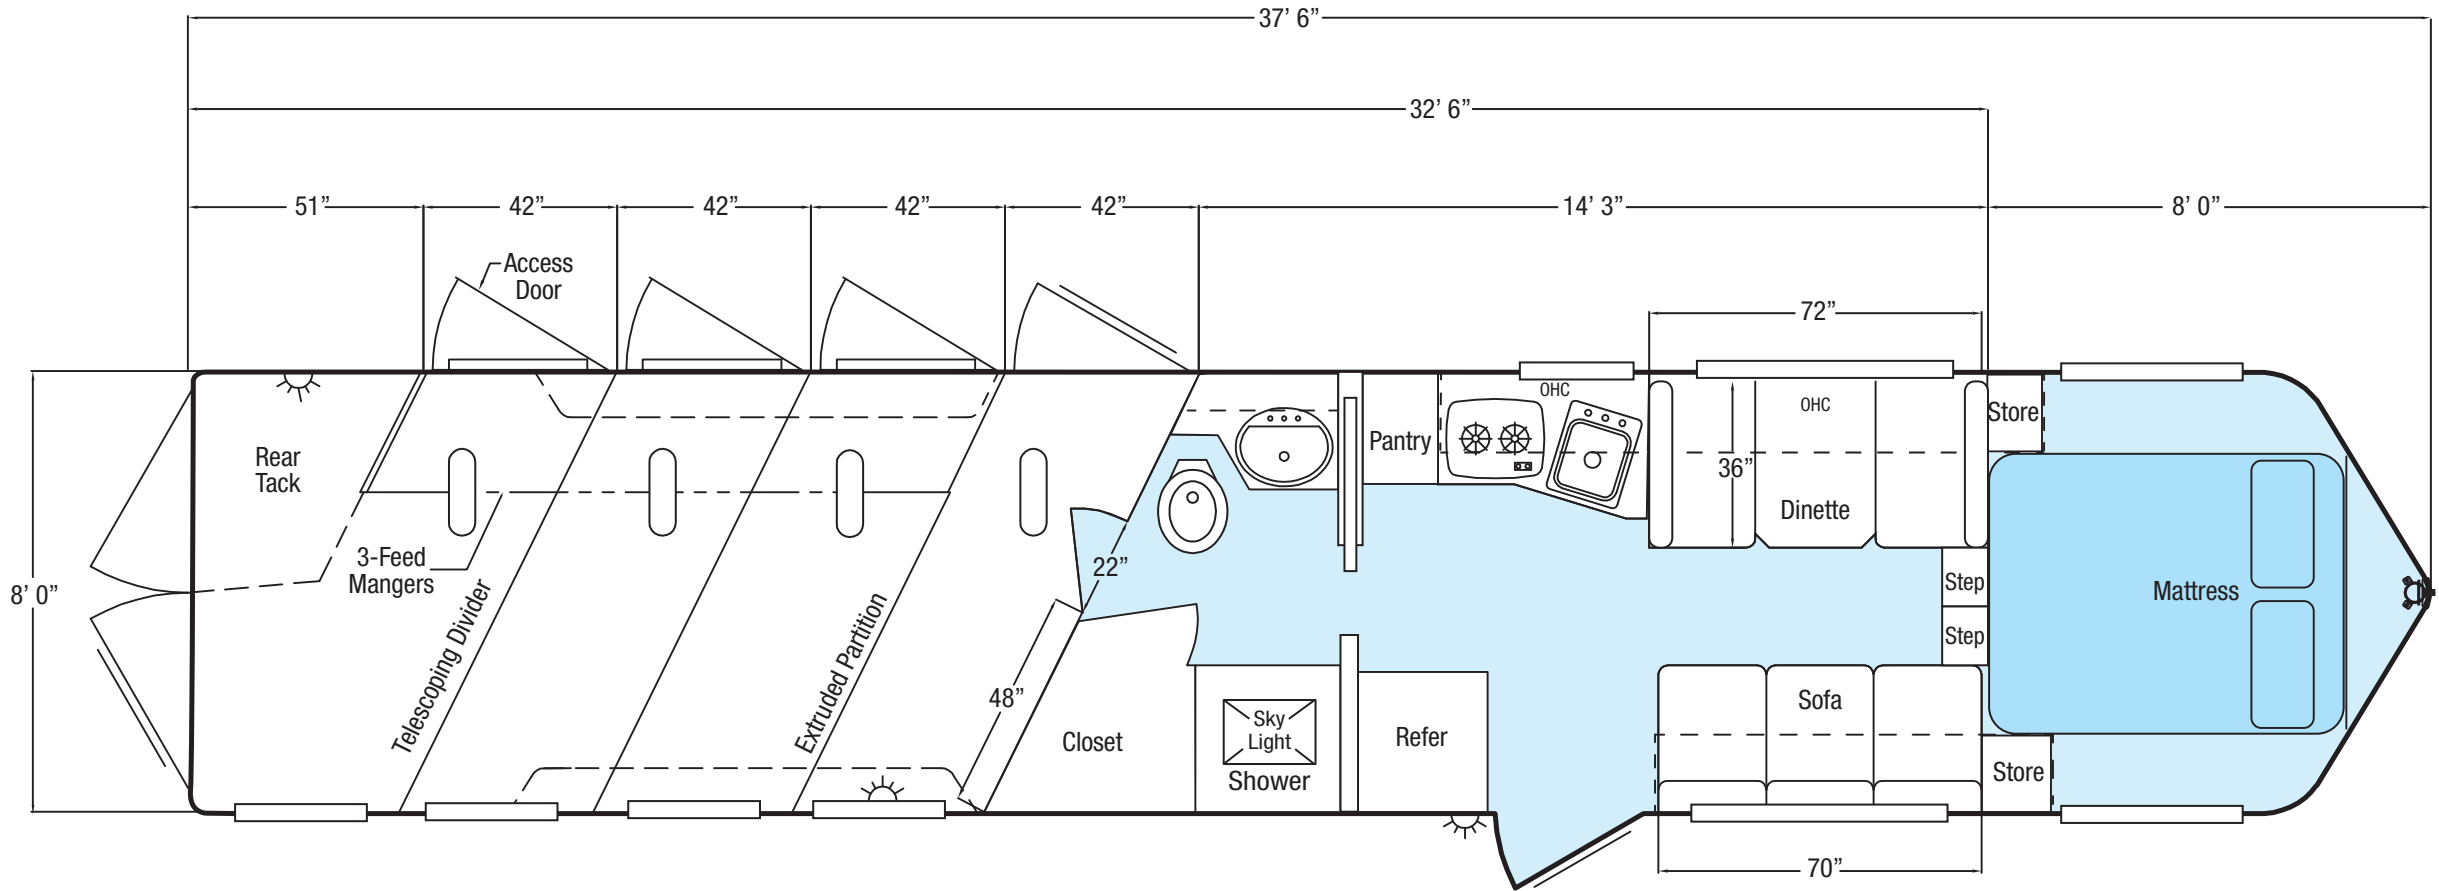 37’ 6”
32’ 6”
51”
42”
42”
42”
42”
14’ 3”
8’ 0”
Access
Door
72”
8’ 0”
Rear
Tack
3-Feed
Mangers
Telescoping Divider
Extruded Partition
22”
48”
Closet
Sky
Light
Shower
Pantry
OHC
Refer
36”
OHC
Dinette
Store
Step
Step
Mattress
Sofa
Store
70”